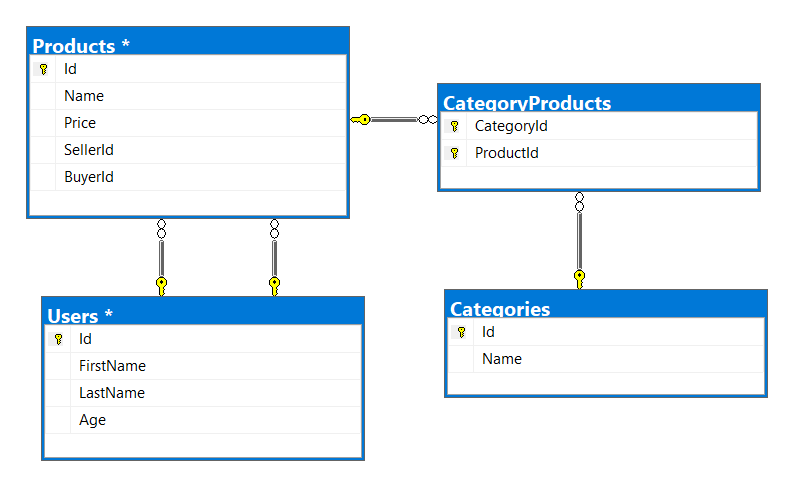 Products *
Id
Name
Price
SellerId
BuyerId
CategoryProducts
CategoryId
ProductId
Users *
Id
FirstName
LastName
Age
Categories
Id
Name